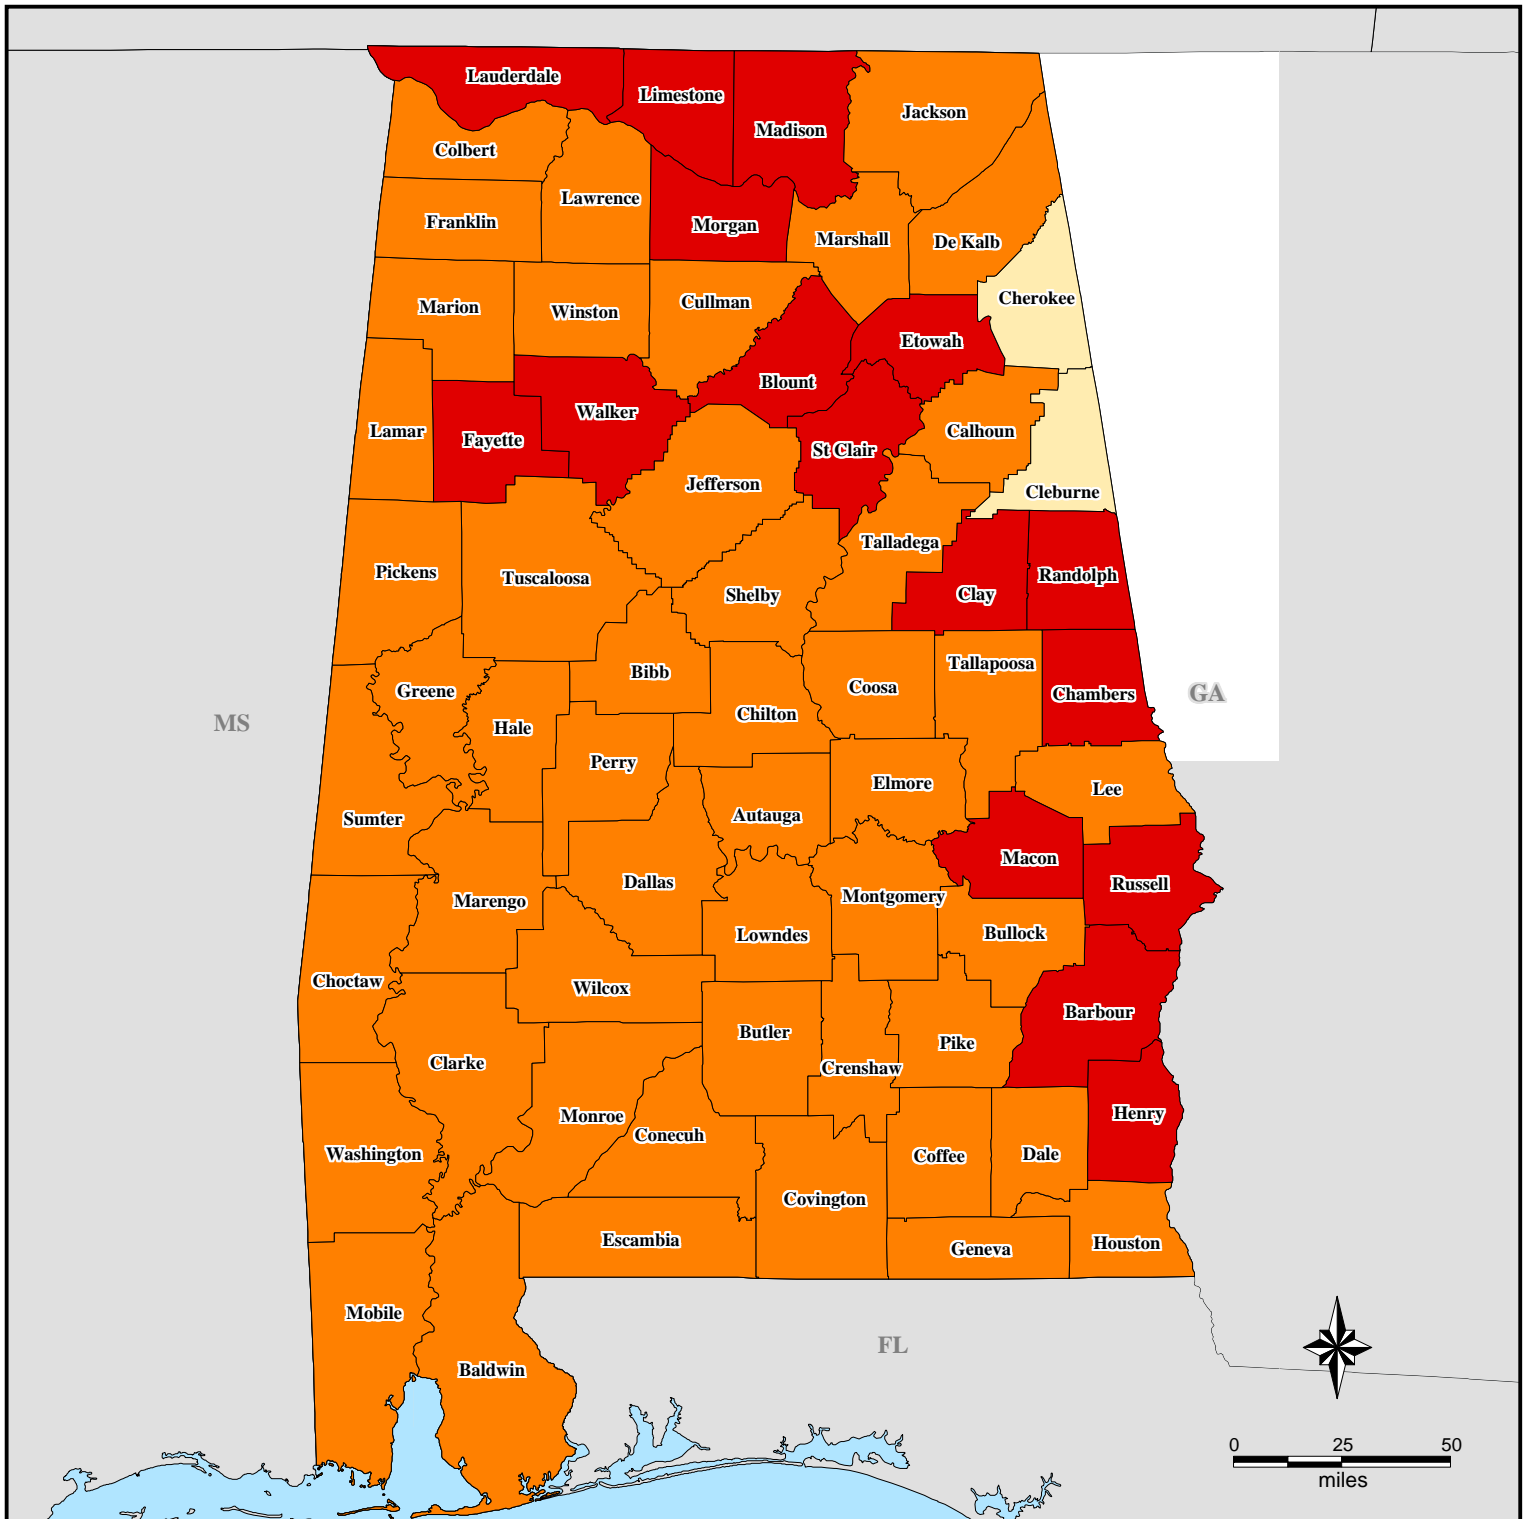 Lauderdale
Limestone
Madison
Jackson
Colbert
Lawrence
Franklin
Morgan
Marshall
De Kalb
Cherokee
Marion
Winston
Cullman
Etowah
Blount
Walker
Lamar
Fayette
St Clair
Calhoun
Jefferson
Cleburne
Talladega
Pickens
Tuscaloosa
Shelby
Clay
Randolph
Bibb
Tallapoosa
Greene
Coosa
Chambers
GA
MS
Hale
Chilton
Perry
Elmore
Lee
Sumter
Autauga
Macon
Dallas
Russell
Marengo
Montgomery
Lowndes
Bullock
Choctaw
Wilcox
Barbour
Butler
Pike
Clarke
Crenshaw
Monroe
Henry
Conecuh
Washington
Coffee
Dale
Covington
Escambia
Geneva
Houston
Mobile
FL
Baldwin
0 25 50
miles